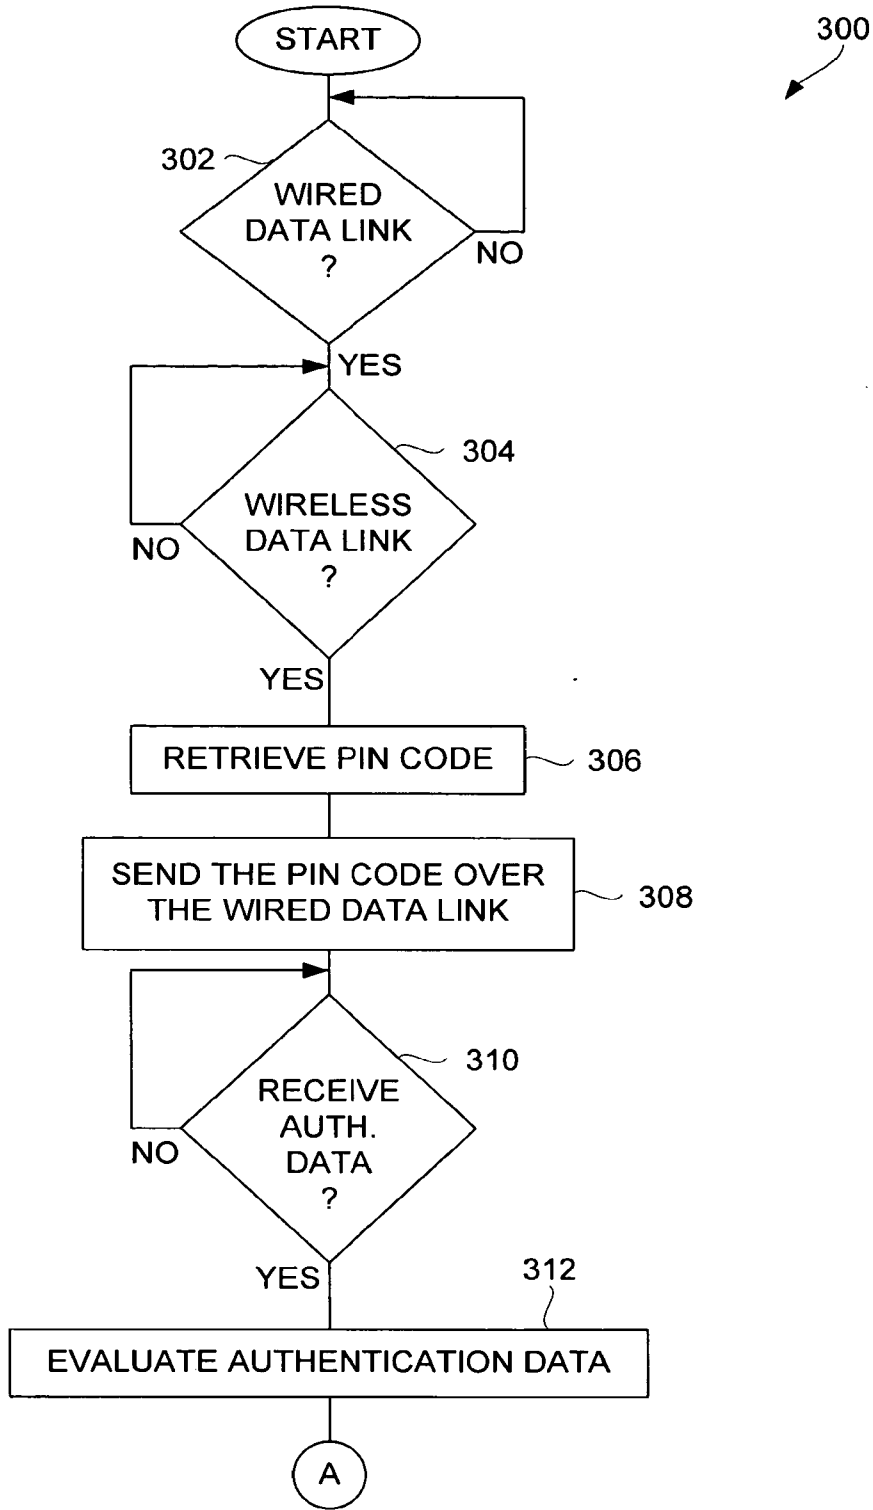 START
300
302
WIRED
DATA LINK
?
NO
YES
304
WIRELESS
DATA LINK
?
NO
YES
RETRIEVE PIN CODE
306
SEND THE PIN CODE OVER
THE WIRED DATA LINK
308
310
RECEIVE
AUTH.
DATA
?
NO
YES
312
EVALUATE AUTHENTICATION DATA
A